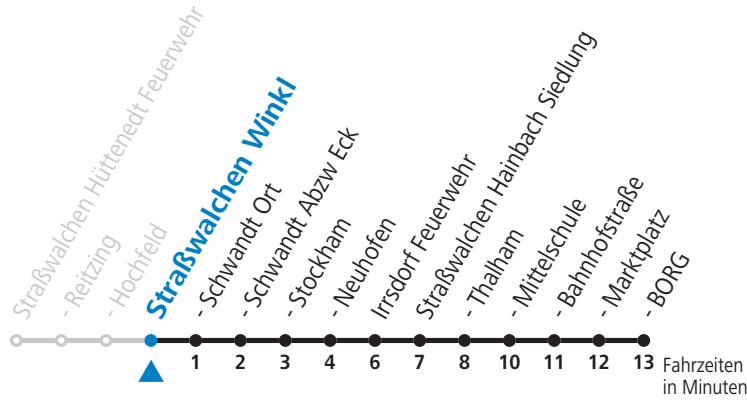 Straßwalchen Hüttenedt Feuerwehr
- Reitzing
- Hochfeld
Straßwalchen Winkl
- Schwandt Ort
- Schwandt Abzw Eck
- Stockham
- Neuhofen
Irrsdorf Feuerwehr
Straßwalchen Hainbach Siedlung
- Thalham
- Mittelschule
- Bahnhofstraße
- Marktplatz
- BORG
1 2 3 4 6 7 8 10 11 12 13 Fahrzeiten
in Minuten